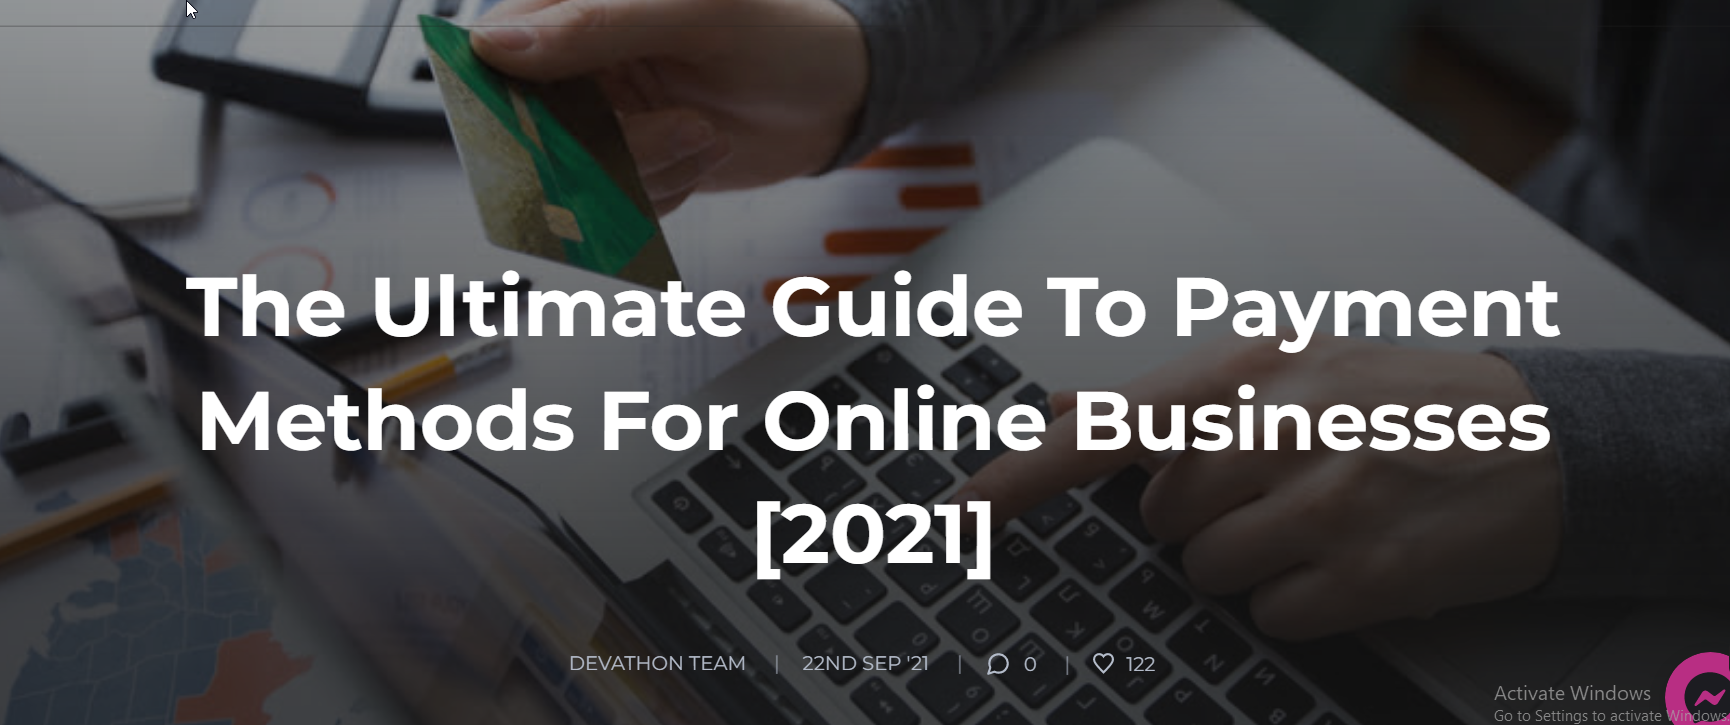 The Ultimate Guide To Payment
Methods For Online Businesses
[2021]
DEVATHON TEAM | 22ND SEP '21 | 0 | 122
Activate Windows
Go to Settings to activate Windows.